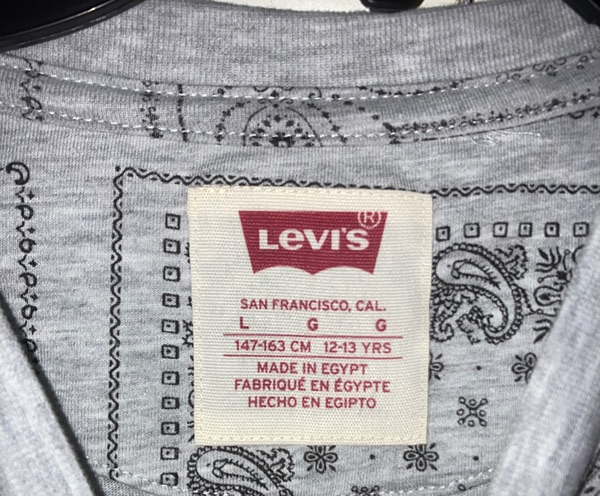 LEVI'S®
SAN FRANCISCO, CAL.
L G G
147-163 CM 12-13 YRS
MADE IN EGYPT
FABRIQUÉ EN ÉGYPTE
HECHO EN EGIPTO